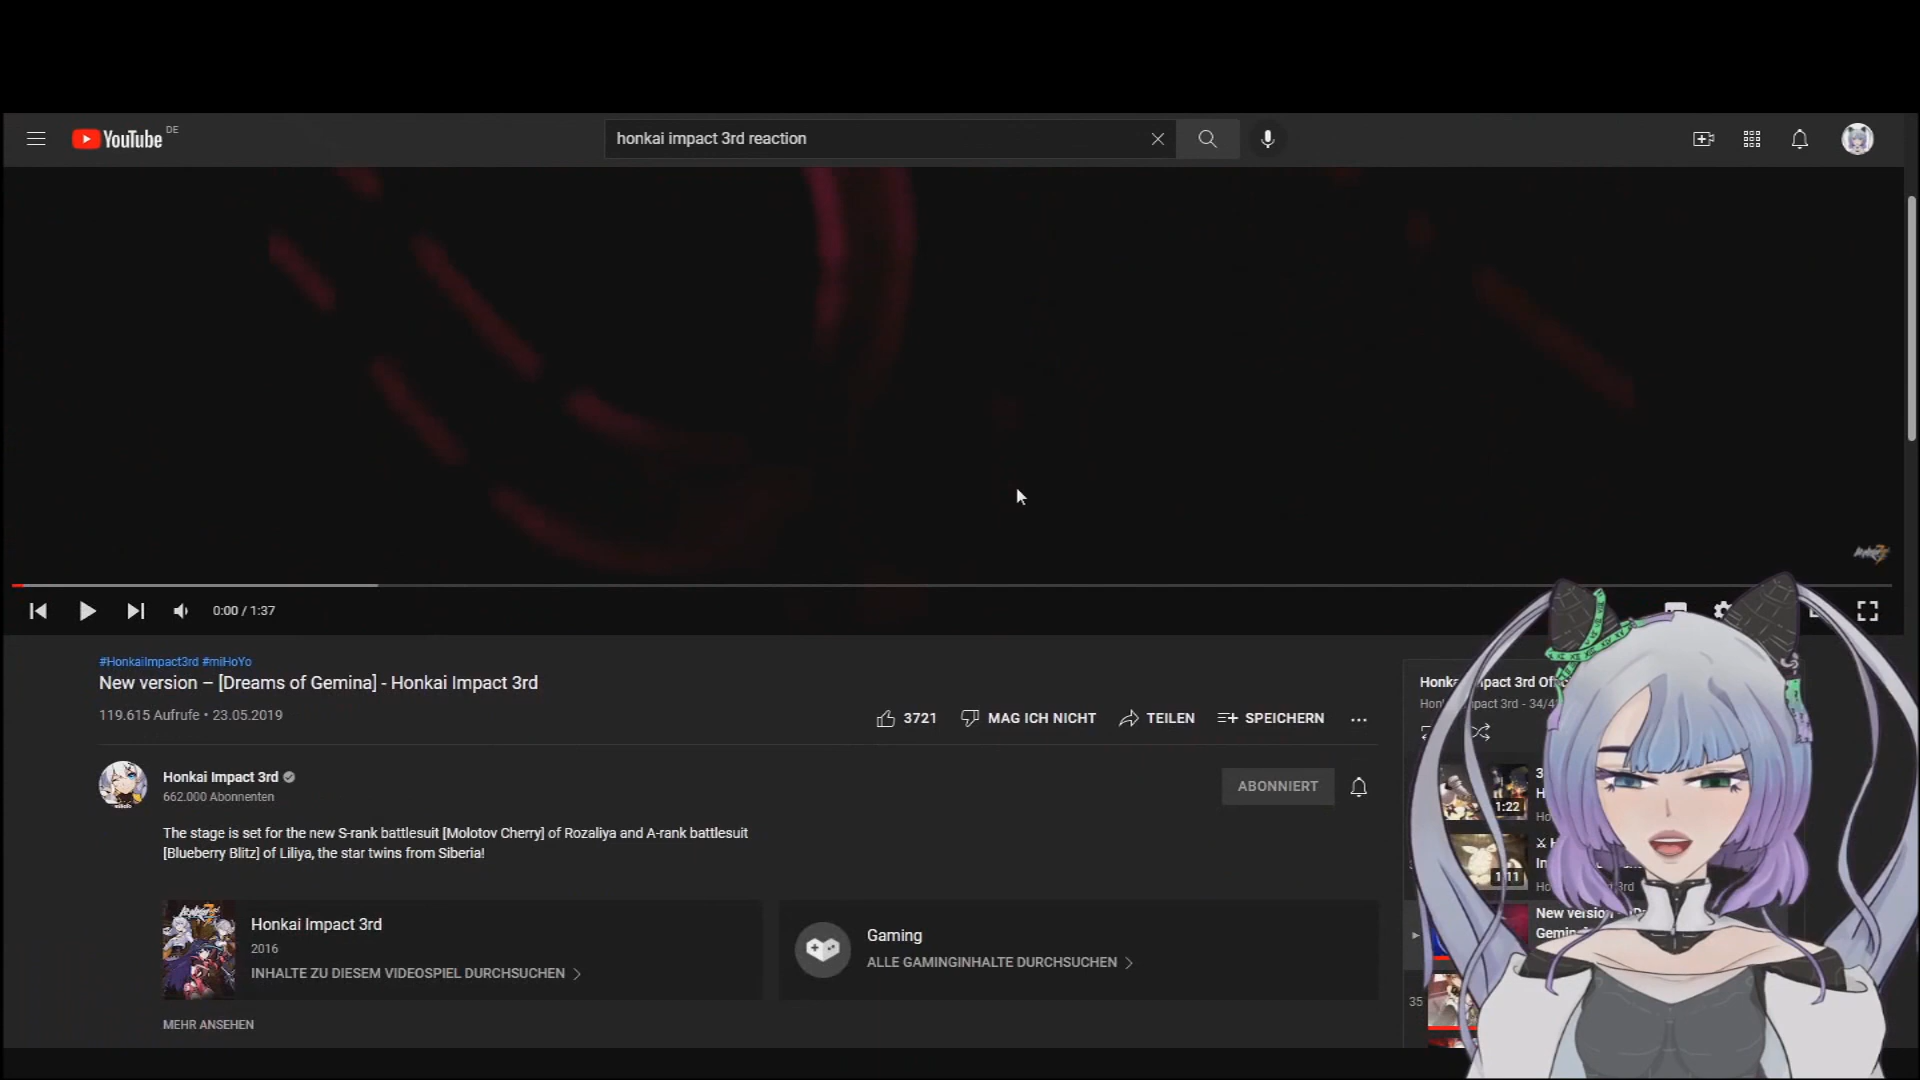 YouTube DE
honkai impact 3rd reaction
0:00 / 1:37
#HonkaiImpact3rd #miHoYo
New version – [Dreams of Gemina] - Honkai Impact 3rd
119.615 Aufrufe • 23.05.2019
3721
MAG ICH NICHT
TEILEN
SPEICHERN
Honkai Impact 3rd
662.000 Abonnenten
ABONNIERT
The stage is set for the new S-rank battlesuit [Molotov Cherry] of Rozaliya and A-rank battlesuit
[Blueberry Blitz] of Liliya, the star twins from Siberia!
Honkai Impact 3rd
2016
INHALTE ZU DIESEM VIDEOSPIEL DURCHSUCHEN
Gaming
ALLE GAMINGINHALTE DURCHSUCHEN
MEHR ANSEHEN
3rd
1:22
1:11
New version
35